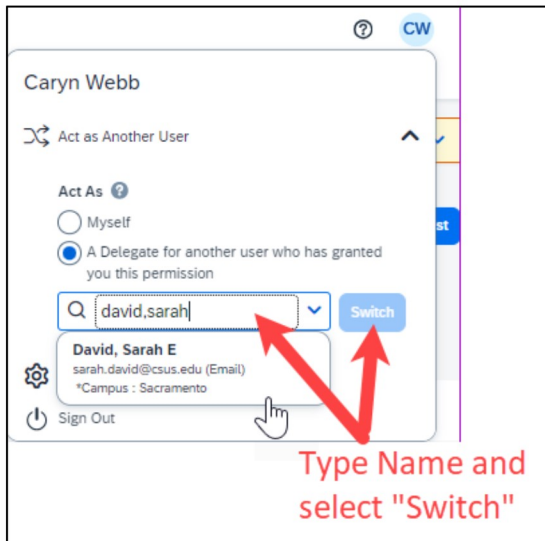 CW
Caryn Webb
Act as Another User
Act As
Myself
st
A Delegate for another user who has granted
you this permission
david,sarah
Switch
David, Sarah E
sarah.david@csus.edu (Email)
*Campus : Sacramento
Sign Out
Type Name and
select "Switch"